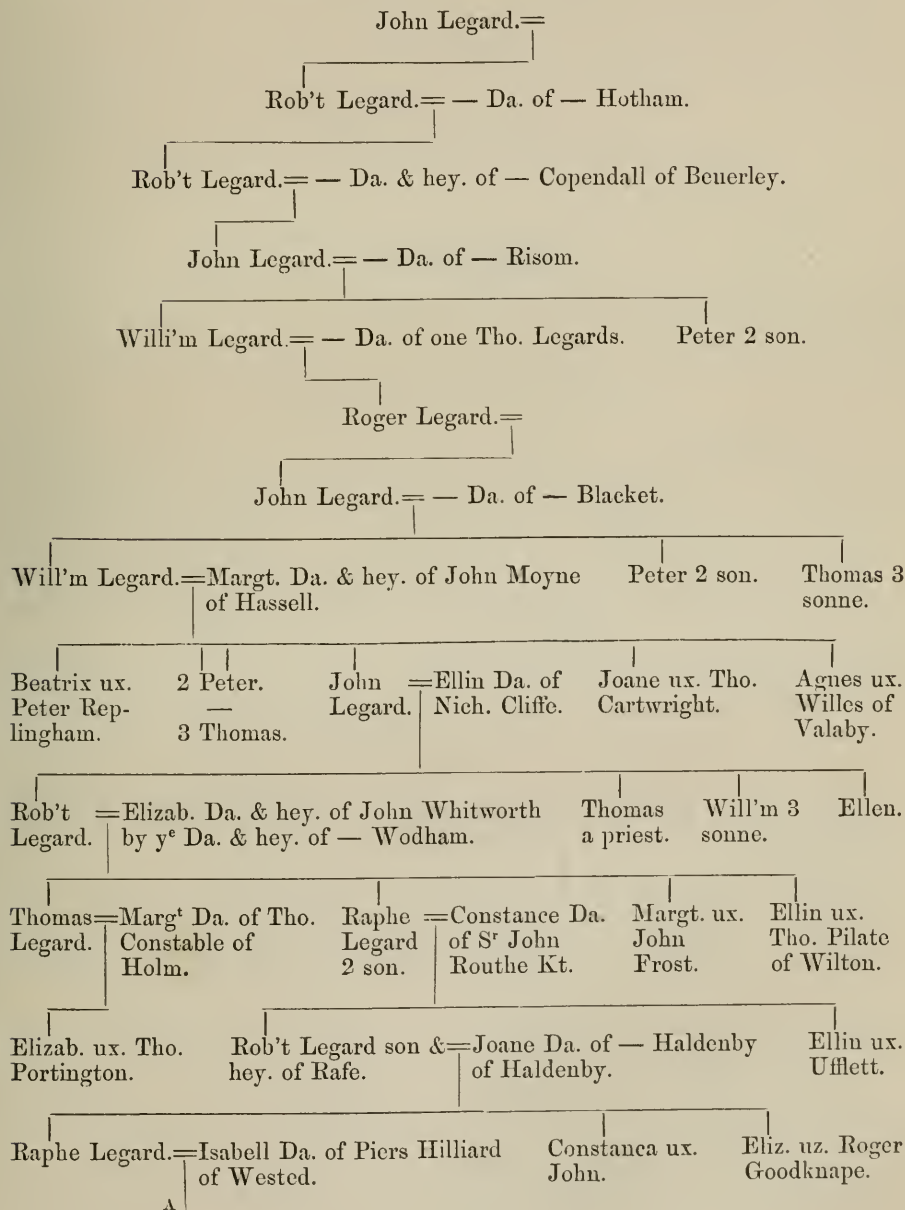 John Legard.=
Rob't Legard.= — Da. of — Hotham.
Rob't Legard.= — Da. & hey. of — Copendall of Beuerley.
John Legard.= — Da. of — Risom.
Willi'm Legard.= — Da. of one Tho. Legards. Peter 2 son.
Roger Legard.=
John Legard.= — Da. of — Blacket.
Will'm Legard.=Margt. Da. & hey. of John Moyne Peter 2 son. Thomas 3
of Hassell. sonne.
Beatrix ux. 2 Peter. John =Ellin Da. of Joane ux. Tho. Agnes ux.
Peter Rep- — Legard. Nich. Cliffe. Cartwright. Willes of
lingham. 3 Thomas. Valaby.
Rob't =Elizab. Da. & hey. of John Whitworth Thomas Will'm 3 Ellen.
Legard. by yᵉ Da. & hey. of — Wodham. a priest. sonne.
Thomas=Margᵗ Da. of Tho. Raphe =Constance Da. Margt. ux. Ellin ux.
Legard. Constable of Legard of Sʳ John John Tho. Pilate
Holm. 2 son. Routhe Kt. Frost. of Wilton.
Elizab. ux. Tho. Rob't Legard son &=Joane Da. of — Haldenby Ellin ux.
Portington. hey. of Rafe. of Haldenby. Ufflett.
Raphe Legard.=Isabell Da. of Piers Hilliard Constanca ux. Eliz. uz. Roger
of Wested. John. Goodknape.
A